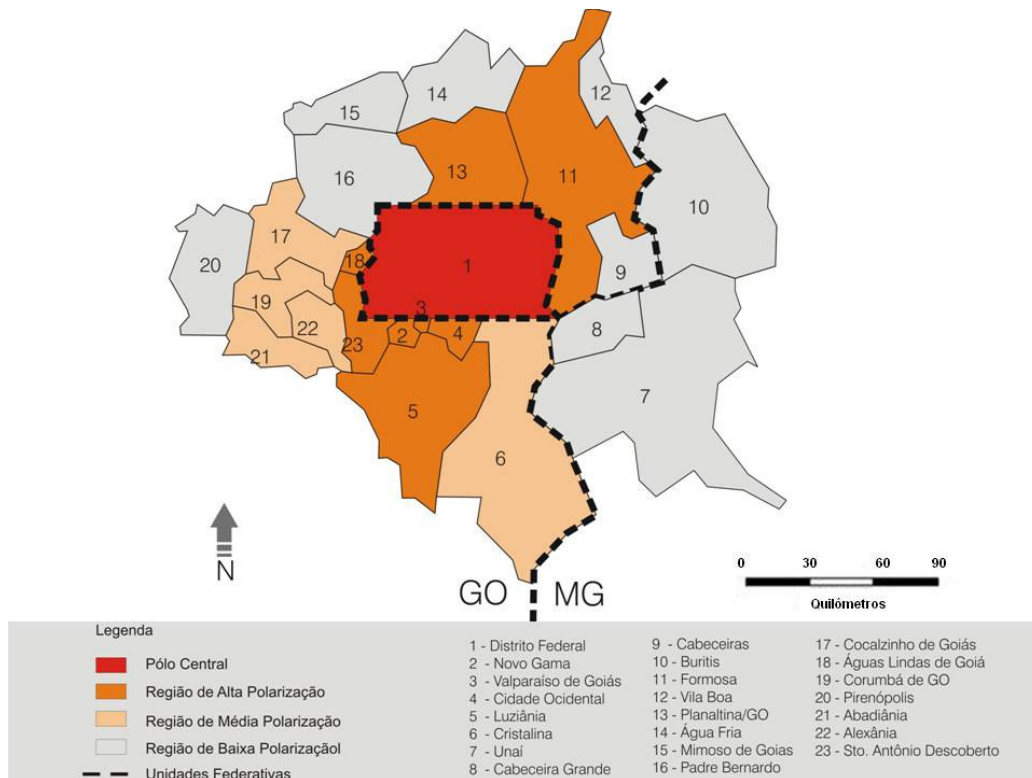 14
12
15
13
11
16
10
17
20
18
1
9
19
22
3
2
4
8
21
23
5
7
6
N
GO MG
0 30 60 90
Quilómetros
Legenda
Pólo Central
Região de Alta Polarização
Região de Média Polarização
Região de Baixa Polarizaçãol
Unidades Federativas
1 - Distrito Federal
2 - Novo Gama
3 - Valparaíso de Goiás
4 - Cidade Ocidental
5 - Luziânia
6 - Cristalina
7 - Unaí
8 - Cabeceira Grande
9 - Cabeceiras
10 - Buritis
11 - Formosa
12 - Vila Boa
13 - Planaltina/GO
14 - Água Fria
15 - Mimoso de Goias
16 - Padre Bernardo
17 - Cocalzinho de Goiás
18 - Águas Lindas de Goiá
19 - Corumbá de GO
20 - Pirenópolis
21 - Abadiânia
22 - Alexânia
23 - Sto. Antônio Descoberto